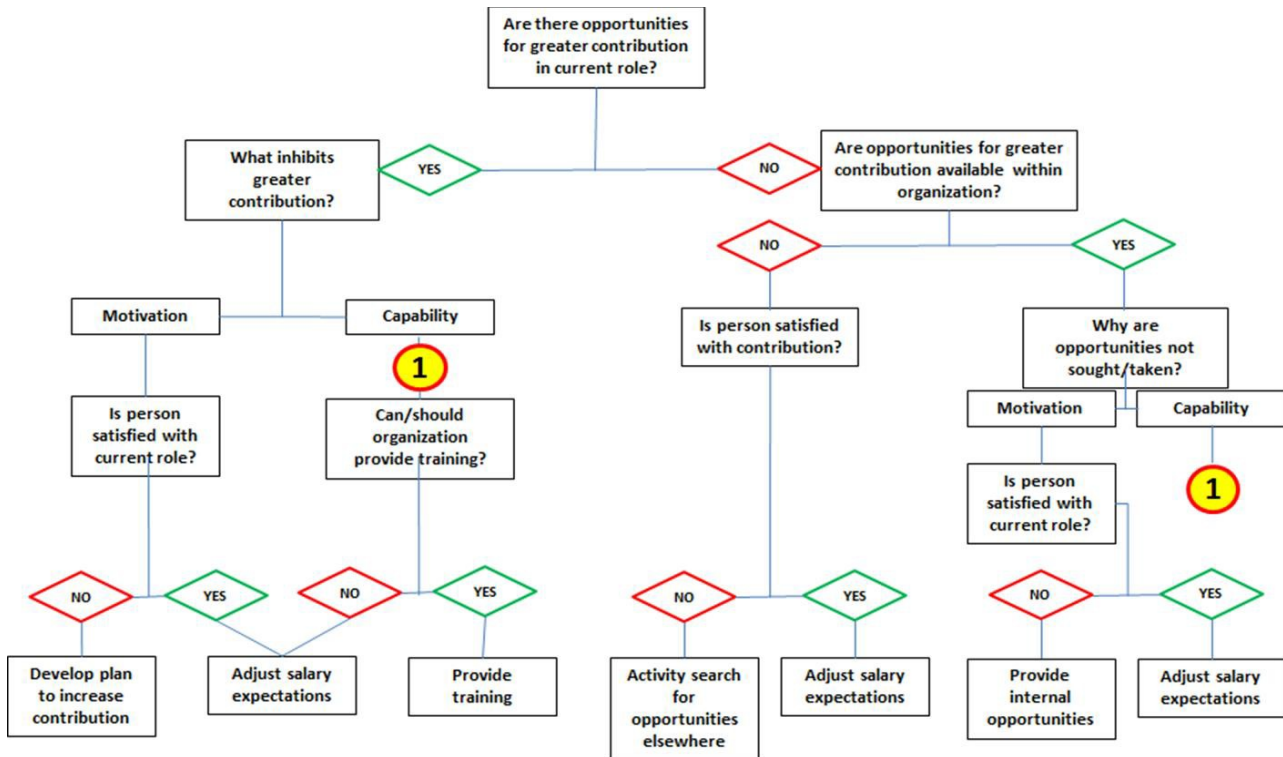 Are there opportunities
for greater contribution
in current role?
What inhibits
greater
contribution?
YES
NO
Are opportunities for greater
contribution available within
organization?
NO
YES
Motivation
Capability
Is person satisfied
with contribution?
Why are
opportunities not
sought/taken?
1
Motivation
Capability
Is person
satisfied with
current role?
Can/should
organization
provide training?
Is person
satisfied with
current role?
1
NO
YES
NO
YES
NO
YES
NO
YES
Develop plan
to increase
contribution
Adjust salary
expectations
Provide
training
Activity search
for
opportunities
elsewhere
Adjust salary
expectations
Provide
internal
opportunities
Adjust salary
expectations